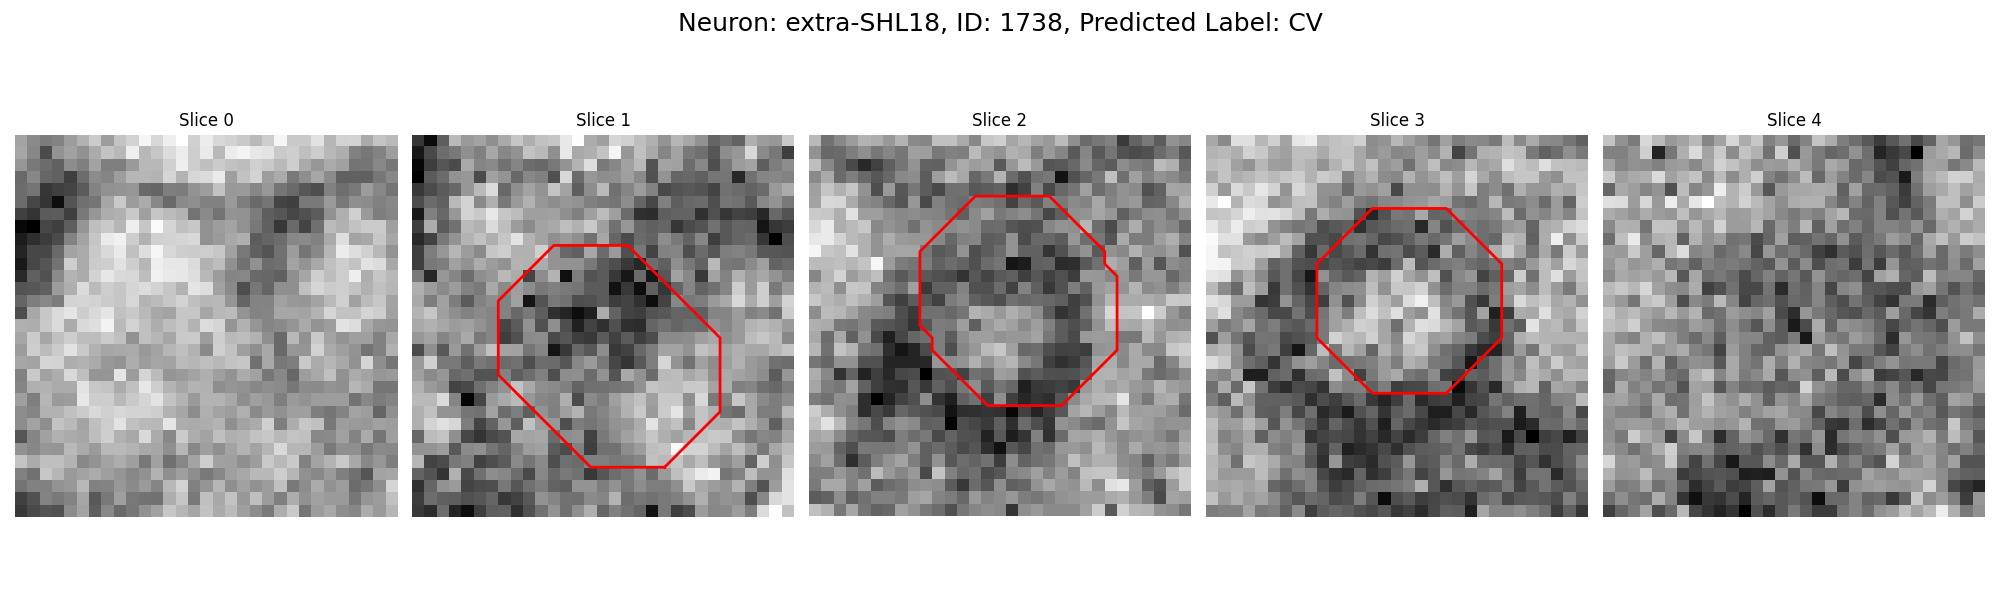 Neuron: extra-SHL18, ID: 1738, Predicted Label: CV
Slice 0
Slice 1
Slice 2
Slice 3
Slice 4